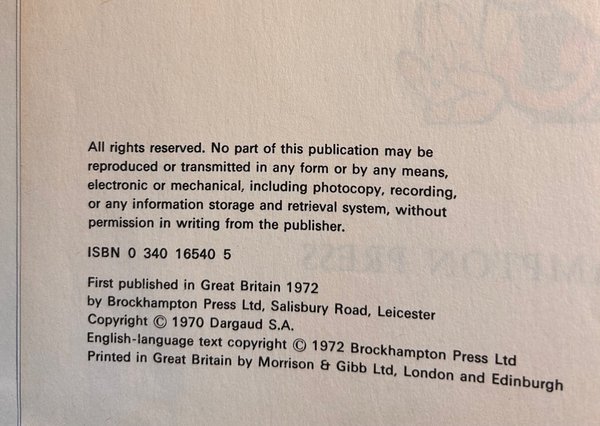 All rights reserved. No part of this publication may be
reproduced or transmitted in any form or by any means,
electronic or mechanical, including photocopy, recording,
or any information storage and retrieval system, without
permission in writing from the publisher.
ISBN 0 340 16540 5
First published in Great Britain 1972
by Brockhampton Press Ltd, Salisbury Road, Leicester
Copyright © 1970 Dargaud S.A.
English-language text copyright © 1972 Brockhampton Press Ltd
Printed in Great Britain by Morrison & Gibb Ltd, London and Edinburgh